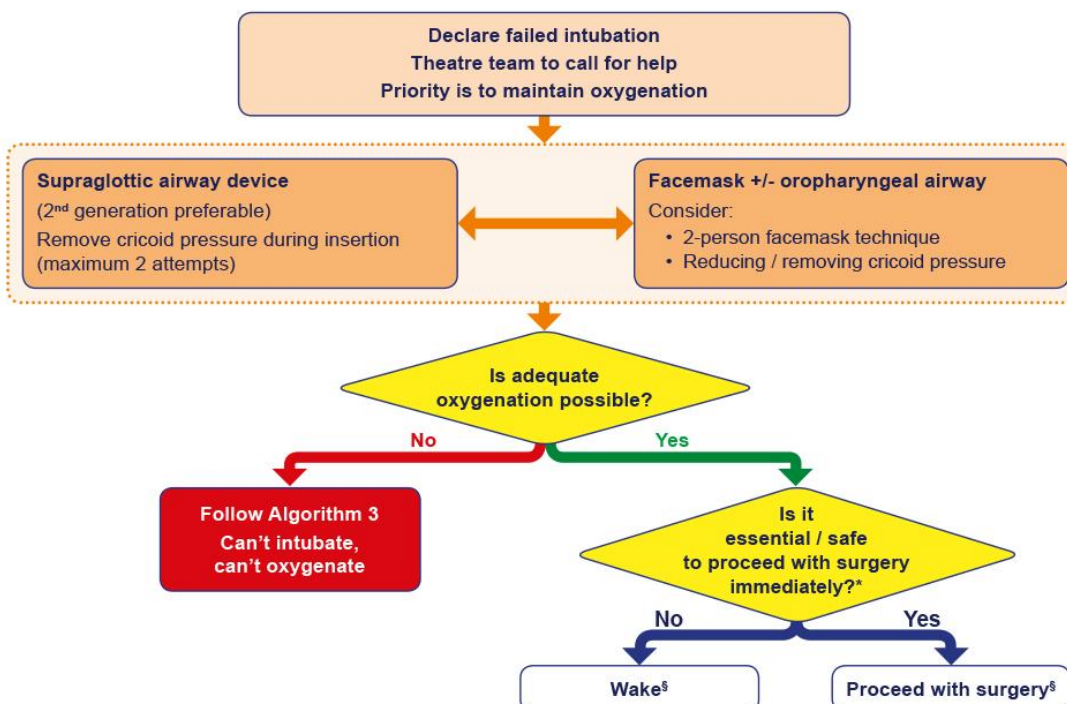 Declare failed intubation
Theatre team to call for help
Priority is to maintain oxygenation
Supraglottic airway device
(2nd generation preferable)
Remove cricoid pressure during insertion
(maximum 2 attempts)
Facemask +/- oropharyngeal airway
Consider:
• 2-person facemask technique
• Reducing / removing cricoid pressure
Is adequate
oxygenation possible?
No
Yes
Follow Algorithm 3
Can’t intubate,
can’t oxygenate
Is it
essential / safe
to proceed with surgery
immediately?*
No
Yes
Wake§
Proceed with surgery§